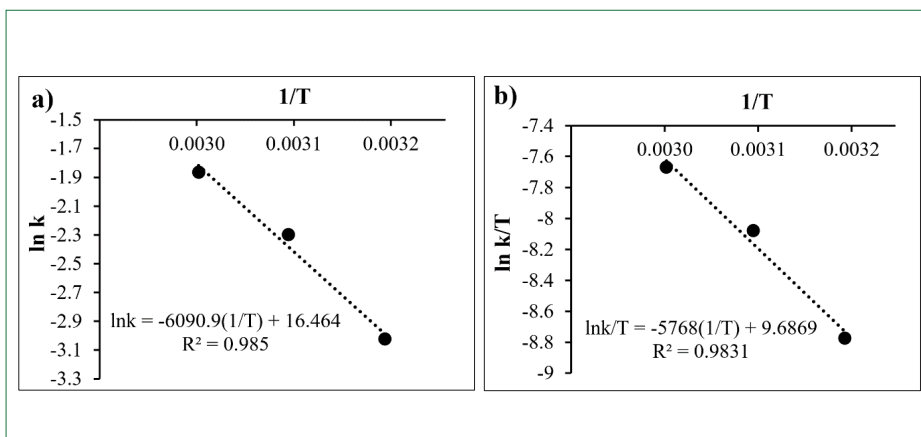 a)
1/T
-1.5
-1.7
-1.9
-2.1
-2.3
-2.5
-2.7
-2.9
-3.1
-3.3
0.0030 0.0031 0.0032
ln k
lnk = -6090.9(1/T) + 16.464
R² = 0.985
b)
1/T
-7.4
-7.6
-7.8
-8
-8.2
-8.4
-8.6
-8.8
-9
0.0030 0.0031 0.0032
ln k/T
lnk/T = -5768(1/T) + 9.6869
R² = 0.9831